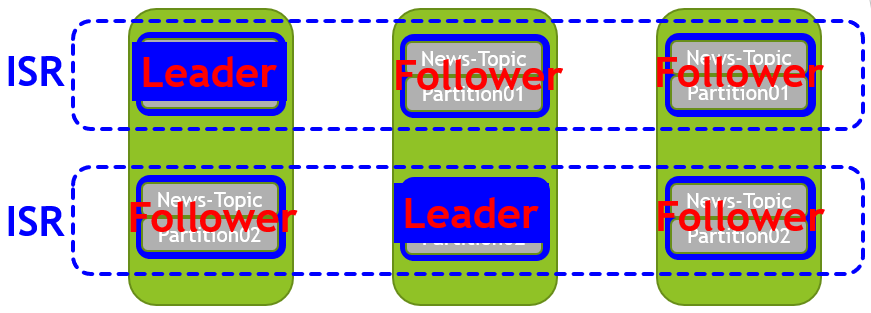 ISR
Leader
News-Topic
Follower
Partition01
News-Topic
Follower
Partition01
ISR
News-Topic
Follower
Partition02
Leader
News-Topic
Follower
Partition02